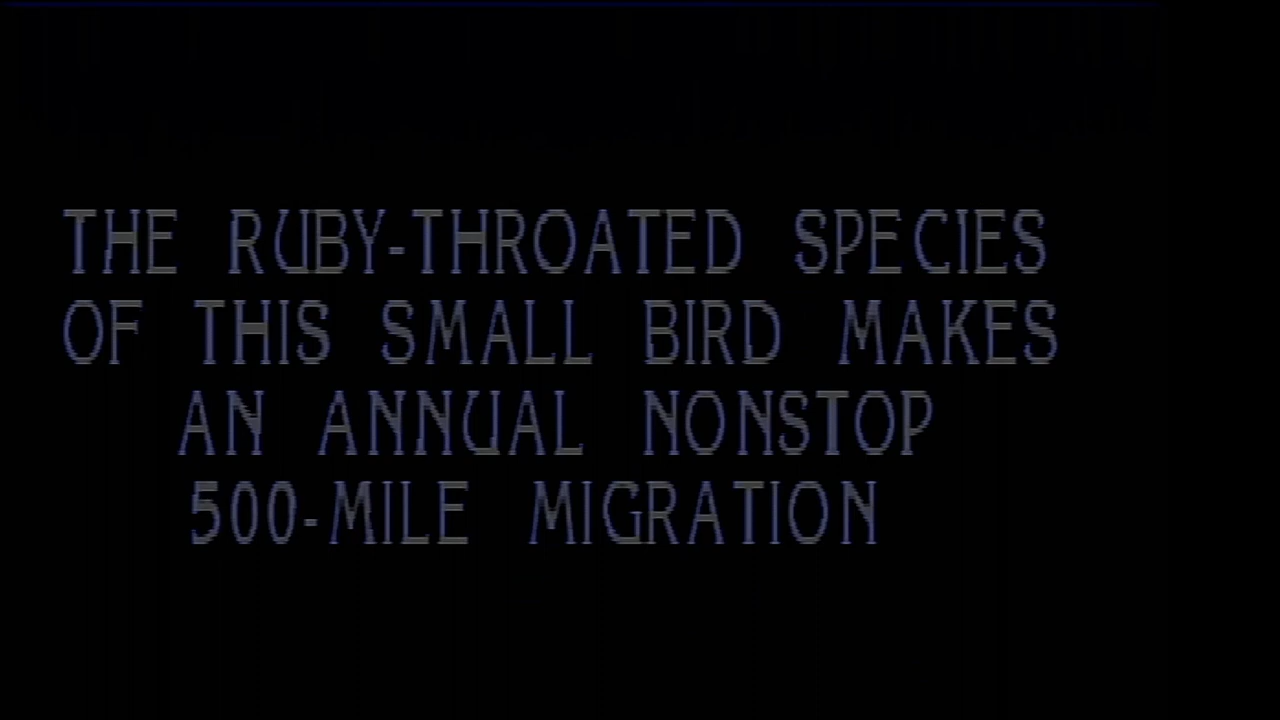 THE RUBY-THROATED SPECIES
OF THIS SMALL BIRD MAKES
AN ANNUAL NONSTOP
500-MILE MIGRATION